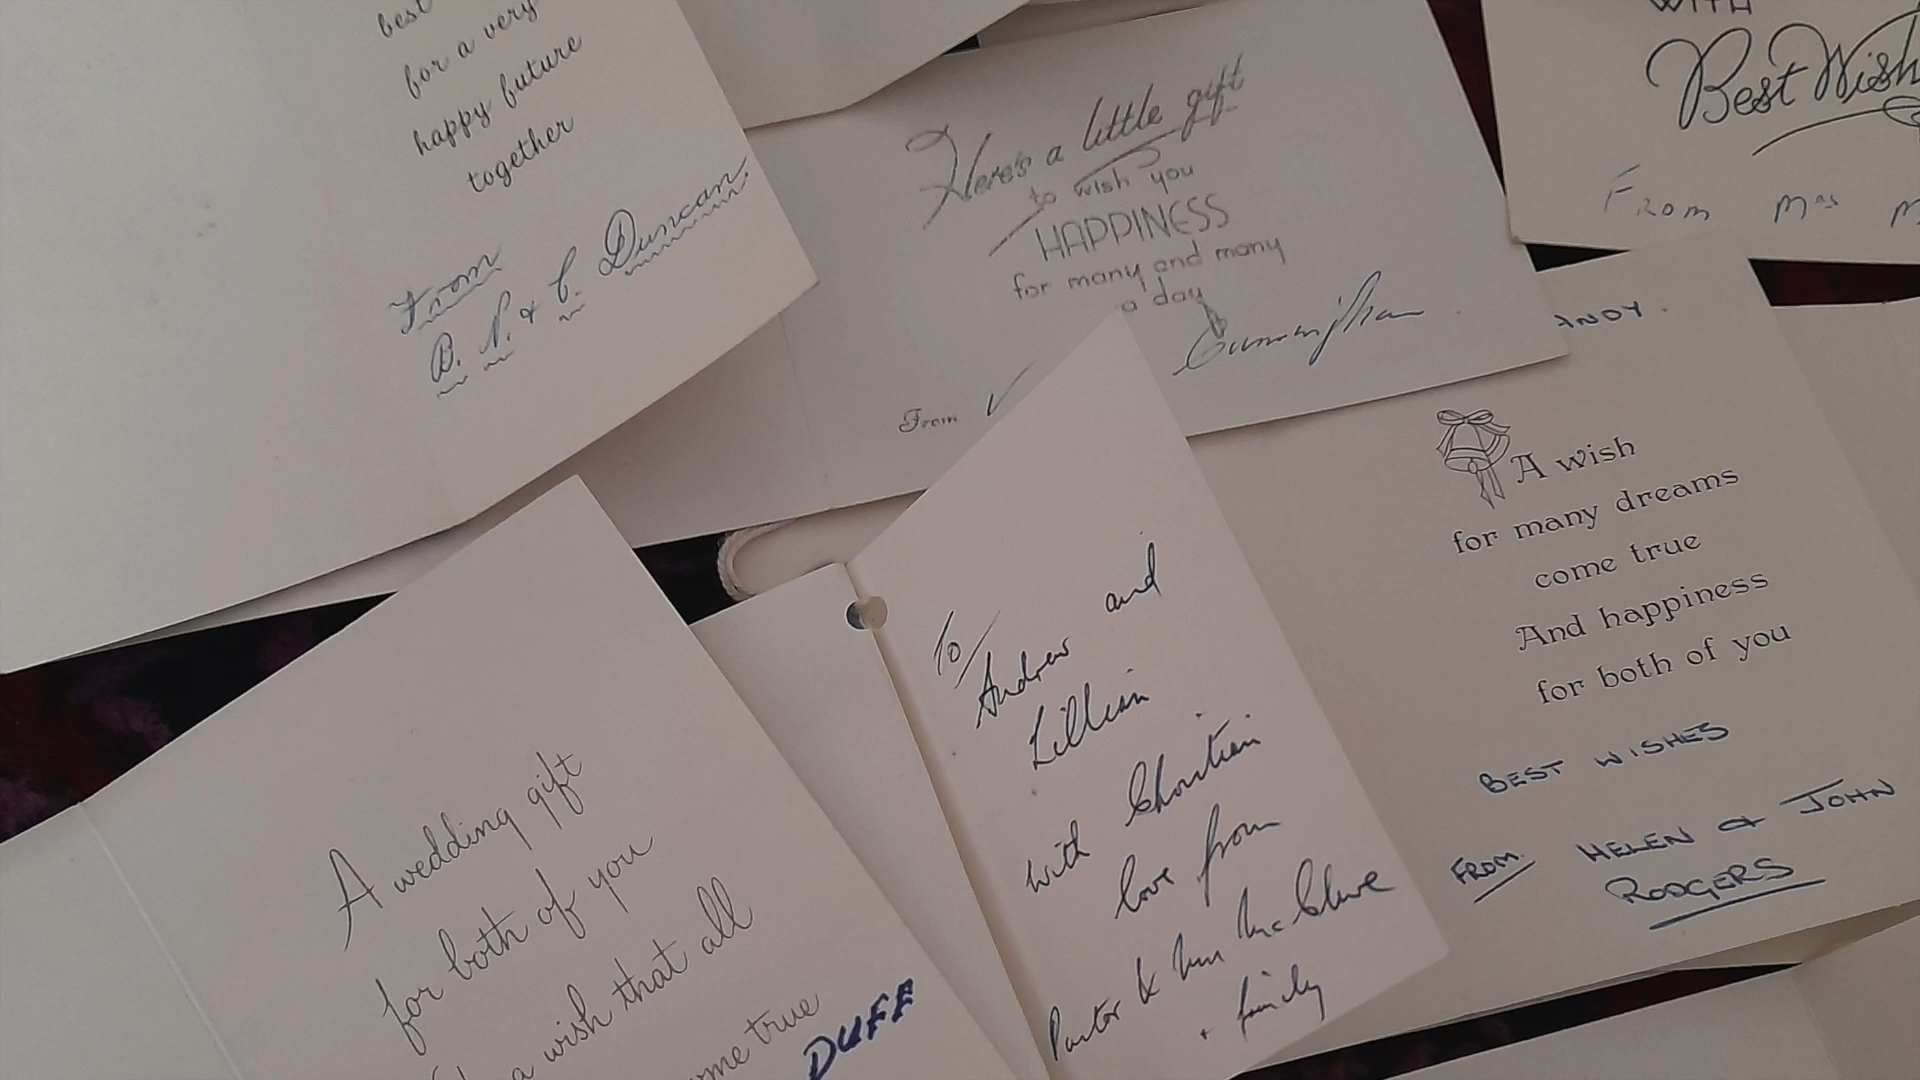 best
for a very
happy future
together
From
A. N. & C. Duncan.
Here's a little gift
to wish you
HAPPINESS
for many and many
a day
From
Cunningham
WITH
Best Wish
FROM Mrs M
ANDY.
A wish
for many dreams
come true
And happiness
for both of you
BEST WISHES
FROM HELEN & JOHN
RODGERS
To/
Andrew and
Lillian
with Christian
love from
Pastor & Mrs McClure
+ family
A wedding gift
for both of you
a wish that all
ome true
DUFF